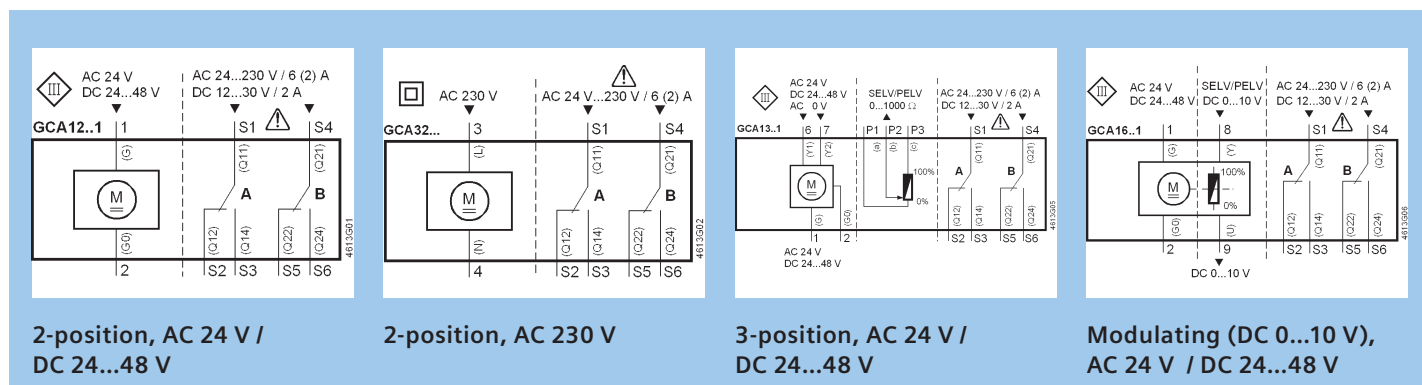 III
AC 24 V
DC 24...48 V
AC 24...230 V / 6 (2) A
DC 12...30 V / 2 A
GCA12..1
1
S1
S4
(G)
(Q11)
(Q21)
M
A
B
(G0)
(Q12)
(Q14)
(Q22)
(Q24)
2
S2
S3
S5
S6
4613G01
2-position, AC 24 V /
DC 24...48 V
AC 230 V
AC 24 V...230 V / 6 (2) A
GCA32...
3
S1
S4
(L)
(Q11)
(Q21)
M
A
B
(N)
(Q12)
(Q14)
(Q22)
(Q24)
4
S2
S3
S5
S6
4613G02
2-position, AC 230 V
III
AC 24 V
DC 24...48 V
AC 0 V
SELV/PELV
0...1000 Ω
AC 24...230 V / 6 (2) A
DC 12...30 V / 2 A
GCA13..1
6
7
P1
P2
P3
S1
S4
(Y1)
(Y2)
(a)
(b)
(c)
(Q11)
(Q21)
M
100%
0%
A
B
(G)
(G0)
(Q12)
(Q14)
(Q22)
(Q24)
1
2
S2
S3
S5
S6
AC 24 V
DC 24...48 V
4613G05
3-position, AC 24 V /
DC 24...48 V
III
AC 24 V
DC 24...48 V
SELV/PELV
DC 0...10 V
AC 24...230 V / 6 (2) A
DC 12...30 V / 2 A
GCA16..1
1
8
S1
S4
(G)
(Y)
(Q11)
(Q21)
M
100%
0%
A
B
(G0)
(U)
(Q12)
(Q14)
(Q22)
(Q24)
2
9
S2
S3
S5
S6
DC 0...10 V
4613G06
Modulating (DC 0...10 V),
AC 24 V / DC 24...48 V